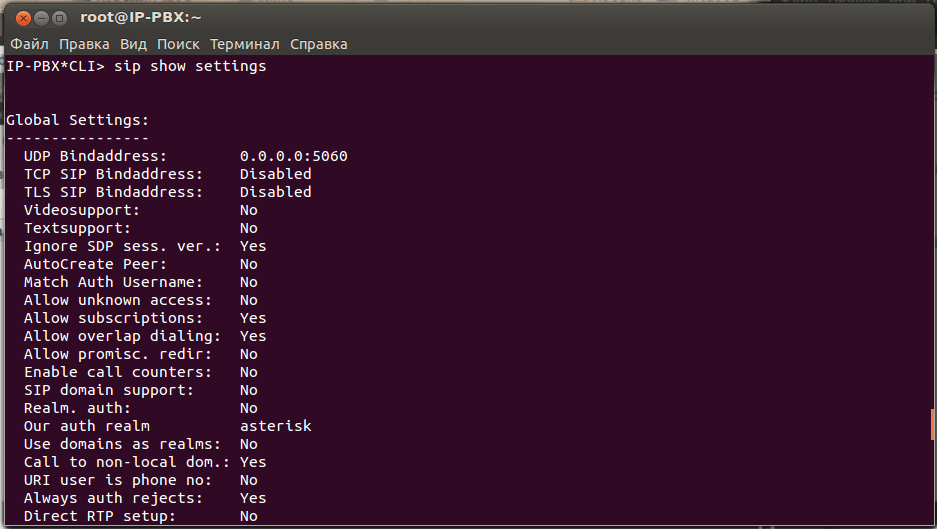 root@IP-PBX:~
Файл Правка Вид Поиск Терминал Справка
IP-PBX*CLI> sip show settings
Global Settings:
----------------
UDP Bindaddress: 0.0.0.0:5060
TCP SIP Bindaddress: Disabled
TLS SIP Bindaddress: Disabled
Videosupport: No
Textsupport: No
Ignore SDP sess. ver.: Yes
AutoCreate Peer: No
Match Auth Username: No
Allow unknown access: No
Allow subscriptions: Yes
Allow overlap dialing: Yes
Allow promisc. redir: No
Enable call counters: No
SIP domain support: No
Realm. auth: No
Our auth realm asterisk
Use domains as realms: No
Call to non-local dom.: Yes
URI user is phone no: No
Always auth rejects: Yes
Direct RTP setup: No